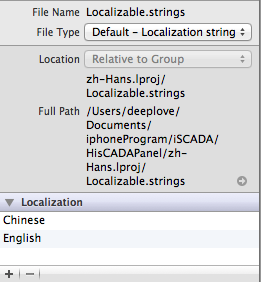 File Name Localizable.strings
File Type Default - Localization string
Location Relative to Group
zh-Hans.lproj/
Localizable.strings
Full Path /Users/deeplove/
Documents/
iphoneProgram/iSCADA/
HisCADAPanel/zh-
Hans.lproj/
Localizable.strings
Localization
Chinese
English